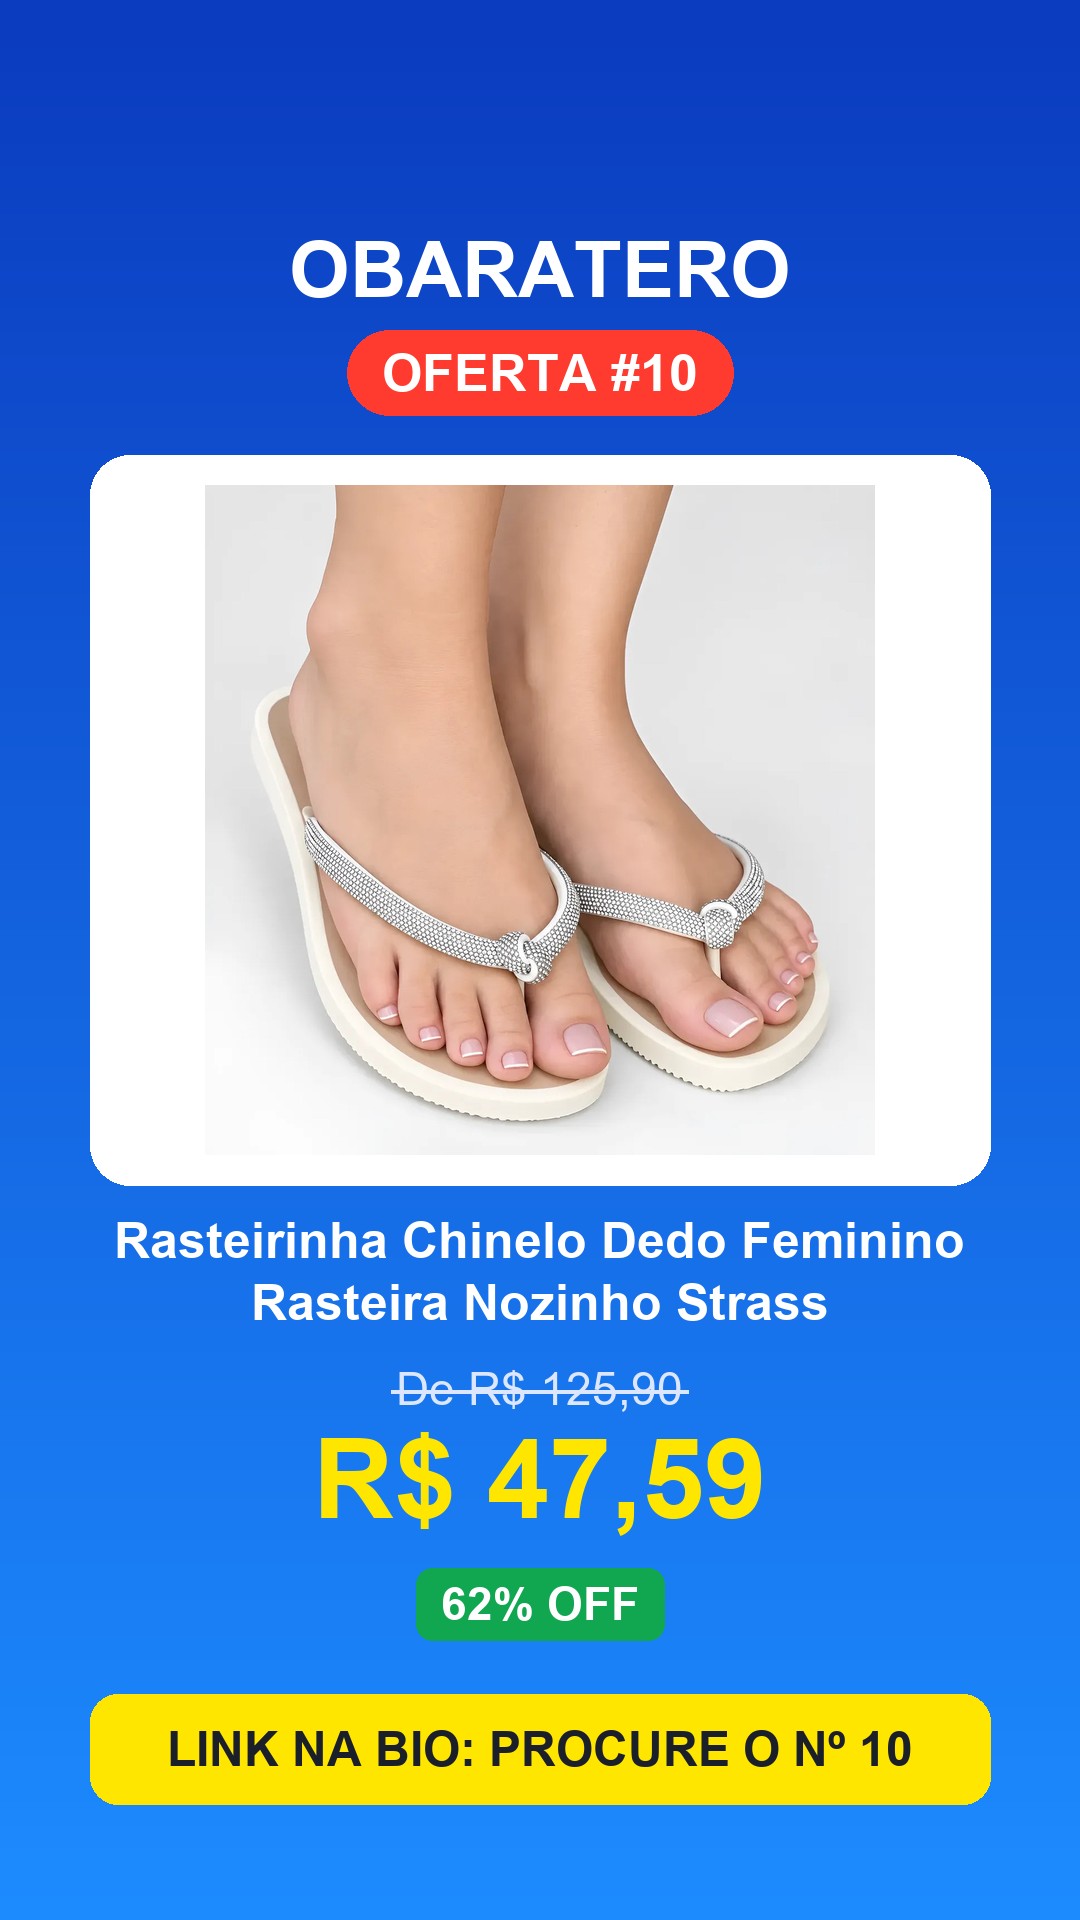 OBARATERO
OFERTA #10
Rasteirinha Chinelo Dedo Feminino
Rasteira Nozinho Strass
De R$ 125,90
R$ 47,59
62% OFF
LINK NA BIO: PROCURE O Nº 10